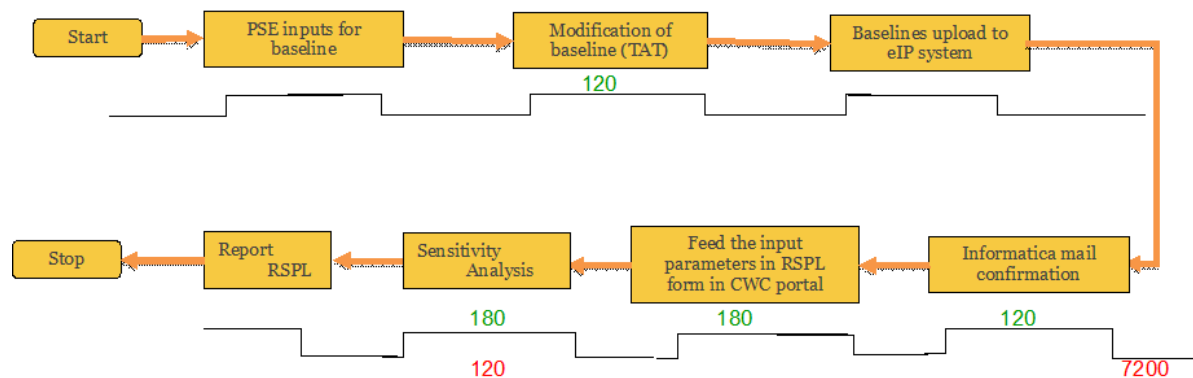 Start
PSE inputs for
baseline
Modification of
baseline (TAT)
Baselines upload to
eIP system
120
Stop
Report
RSPL
Sensitivity
Analysis
Feed the input
parameters in RSPL
form in CWC portal
Informatica mail
confirmation
180
180
120
120
7200